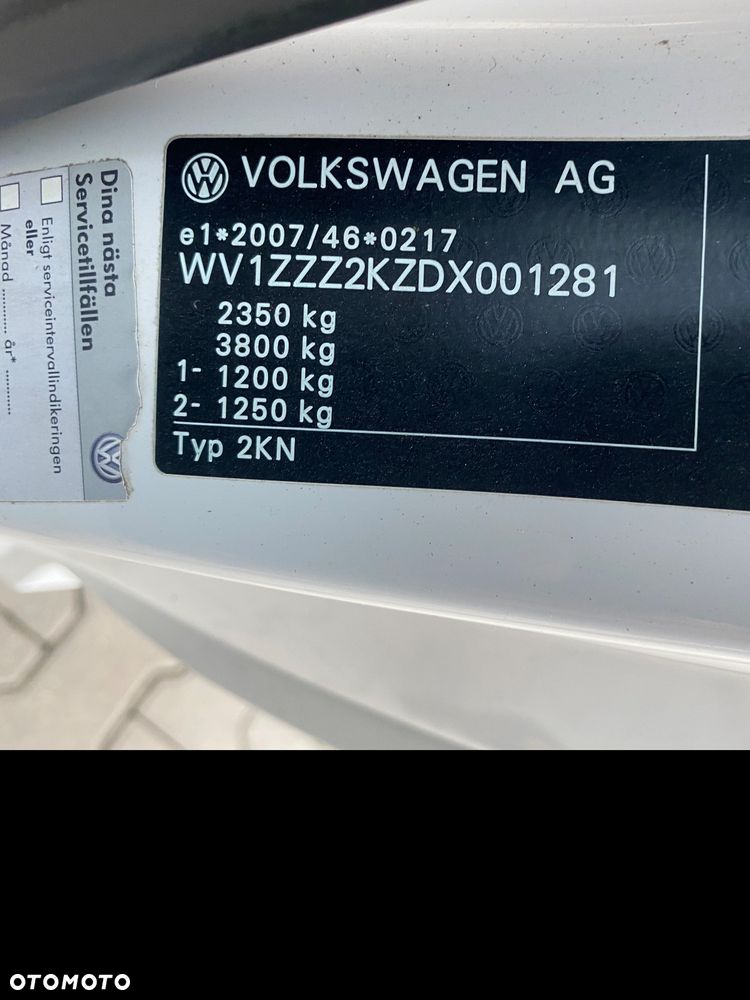 VOLKSWAGEN AG
e1*2007/46*0217
WV1ZZZ2KZDX001281
2350 kg
3800 kg
1- 1200 kg
2- 1250 kg
Typ 2KN
Dina nästa
Servicetillfällen
Enligt serviceintervallindikeringen
eller
Månad ........... år* ...........
OTOMOTO